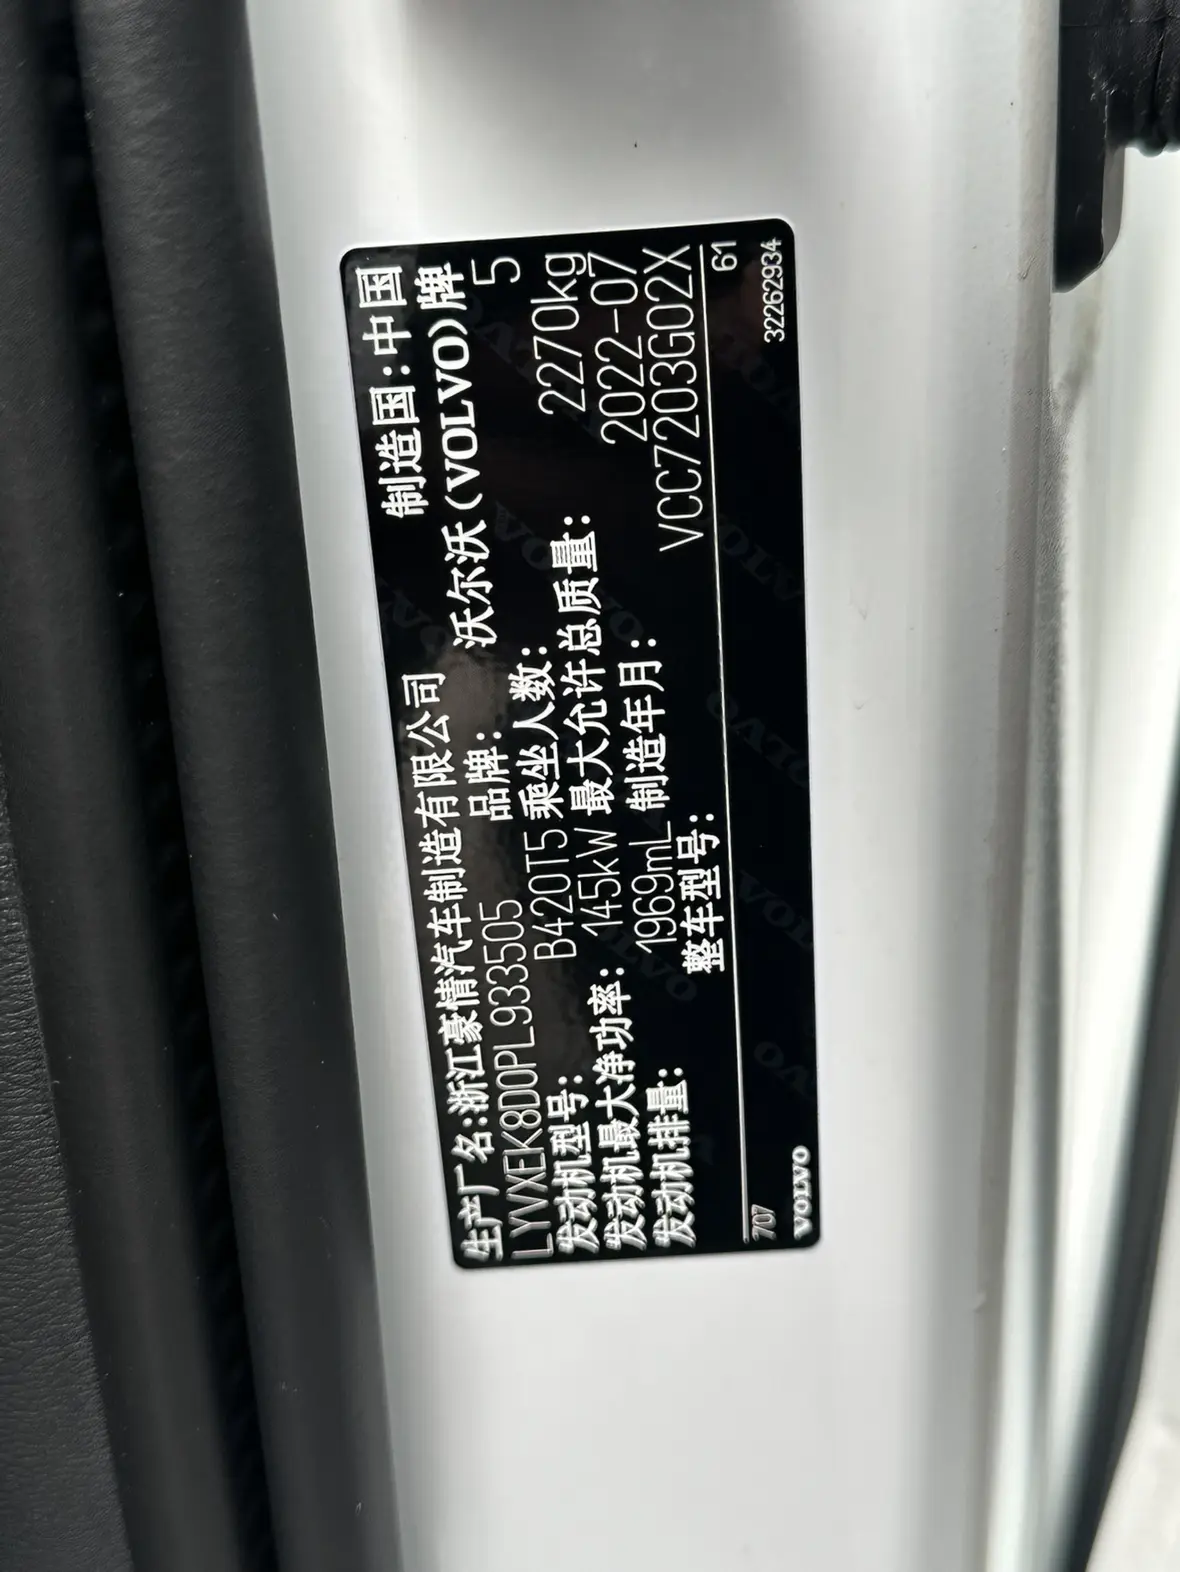 生产厂名:浙江豪情汽车制造有限公司 制造国:中国
LYVXEK8D0PL933505 品牌: 沃尔沃(VOLVO)牌
发动机型号: B420T5 乘坐人数: 5
发动机最大净功率: 145kW 最大允许总质量: 2270kg
发动机排量: 1969mL 制造年月: 2022-07
整车型号: VCC7203G02X
707 61
VOLVO 32262934